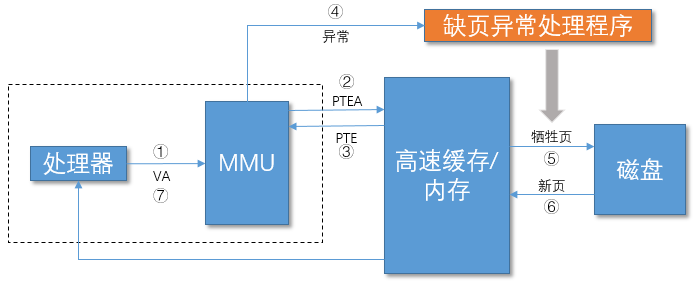 ④
异常
缺页异常处理程序
②
PTEA
PTE
③
①
VA
⑦
处理器
MMU
高速缓存/
内存
牺牲页
⑤
新页
⑥
磁盘